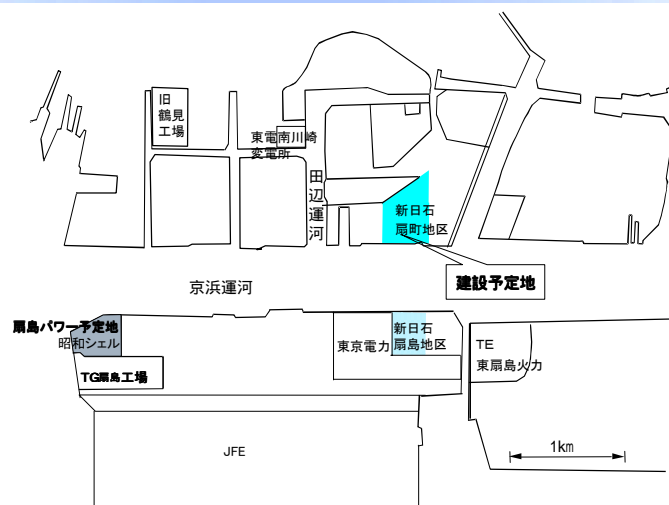 旧
鶴見
工場
東電南川崎
変電所
田辺運河
新日石
扇町地区
建設予定地
京浜運河
扇島パワー予定地
昭和シェル
TG扇島工場
東京電力
新日石
扇島地区
TE
東扇島火力
1km
JFE